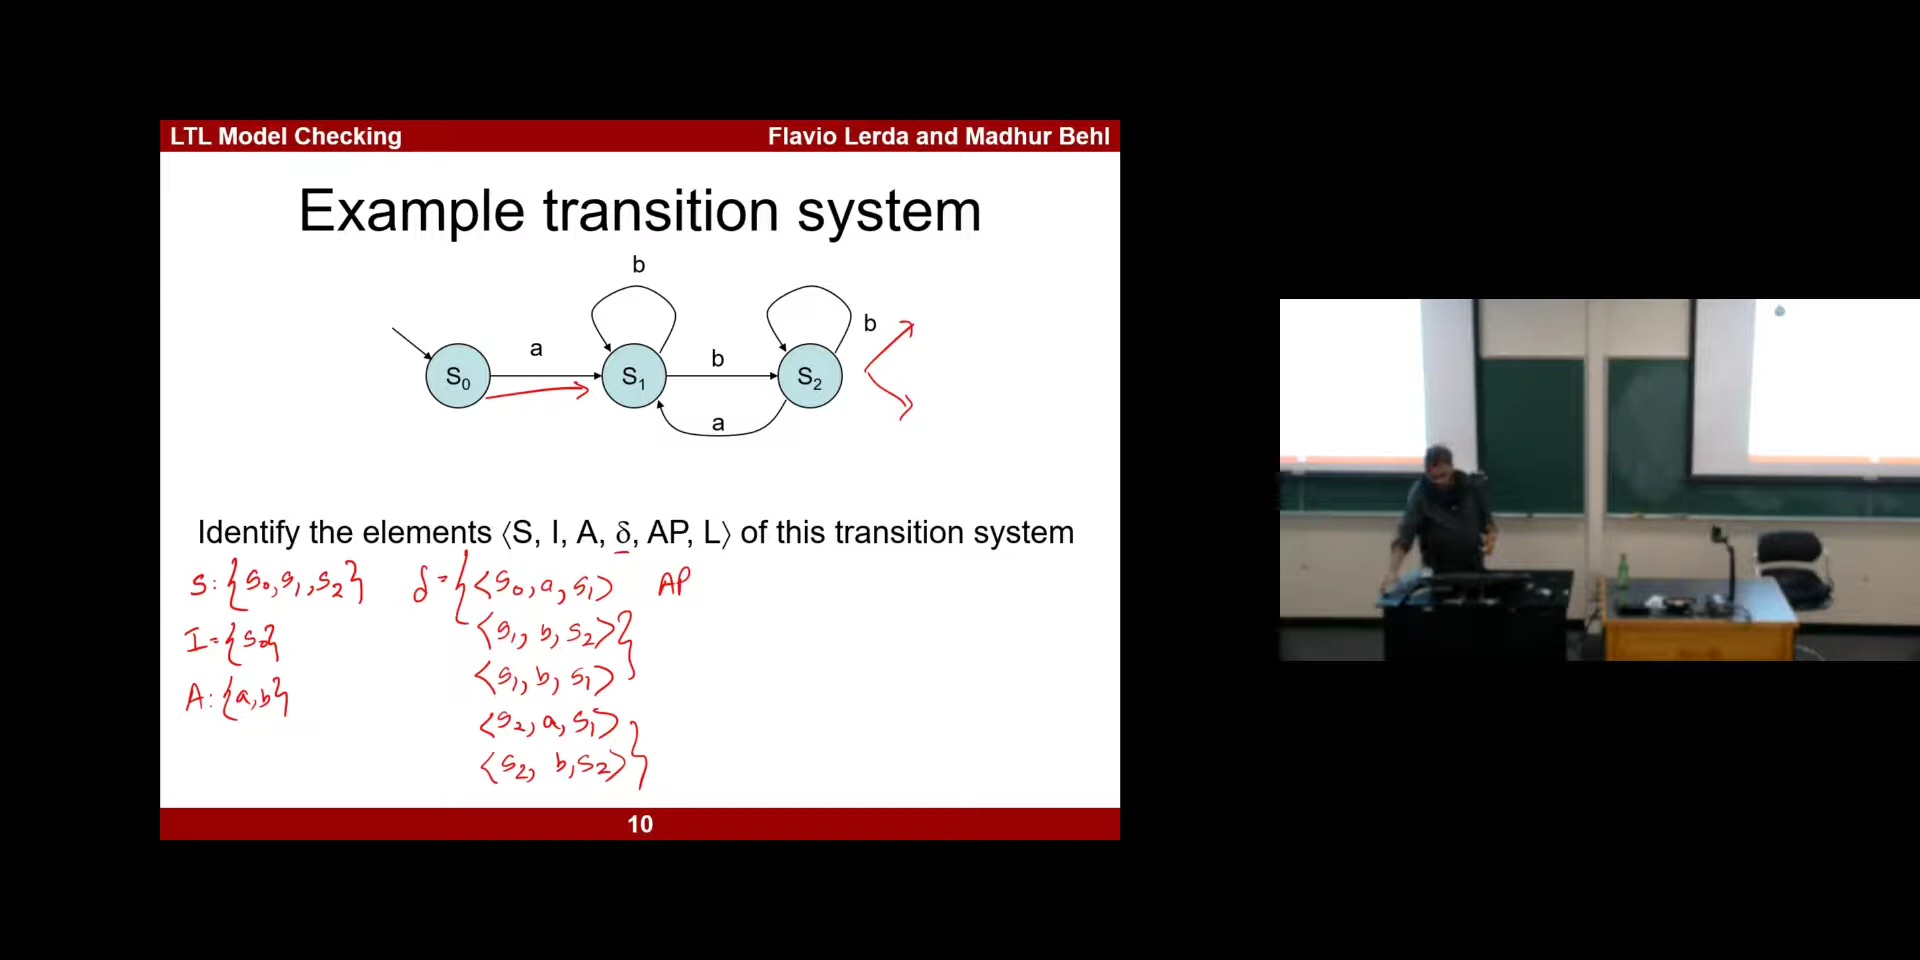 LTL Model Checking
Flavio Lerda and Madhur Behl
Example transition system
b
b
a
b
S₀
S₁
S₂
a
Identify the elements ⟨S, I, A, δ, AP, L⟩ of this transition system
S: {s₀, s₁, s₂}
I = {s₀}
A: {a, b}
δ = {<s₀, a, s₁>
<s₁, b, s₂>}
<s₁, b, s₁>
<s₂, a, s₁>
<s₂, b, s₂>}
AP
10